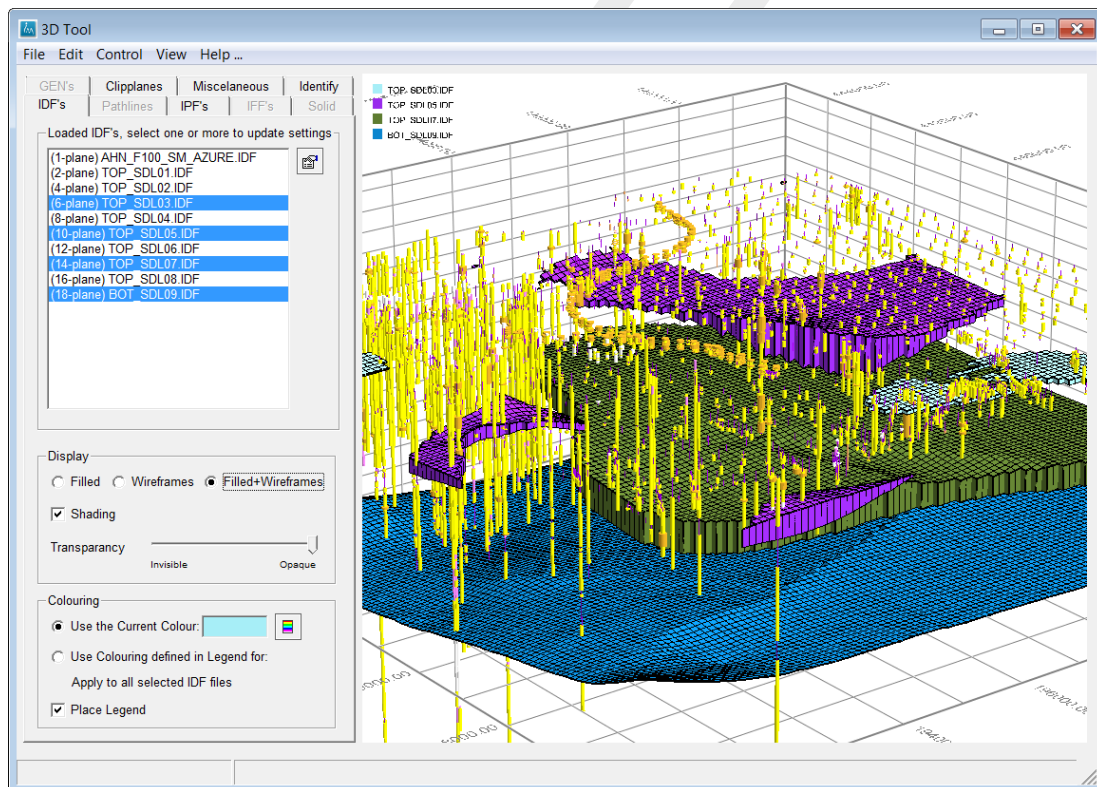 3D Tool
File Edit Control View Help ...
GEN's Clipplanes Miscelaneous Identify
IDF's Pathlines IPF's IFF's Solid
Loaded IDF's, select one or more to update settings
(1-plane) AHN_F100_SM_AZURE.IDF
(2-plane) TOP_SDL01.IDF
(4-plane) TOP_SDL02.IDF
(6-plane) TOP_SDL03.IDF
(8-plane) TOP_SDL04.IDF
(10-plane) TOP_SDL05.IDF
(12-plane) TOP_SDL06.IDF
(14-plane) TOP_SDL07.IDF
(16-plane) TOP_SDL08.IDF
(18-plane) BOT_SDL09.IDF
Display
Filled Wireframes Filled+Wireframes
Shading
Transparancy
Invisible Opaque
Colouring
Use the Current Colour:
Use Colouring defined in Legend for:
Apply to all selected IDF files
Place Legend
TOP_SDL03.IDF
TOP_SDL05.IDF
TOP_SDL07.IDF
BOT_SDL09.IDF
196000.00